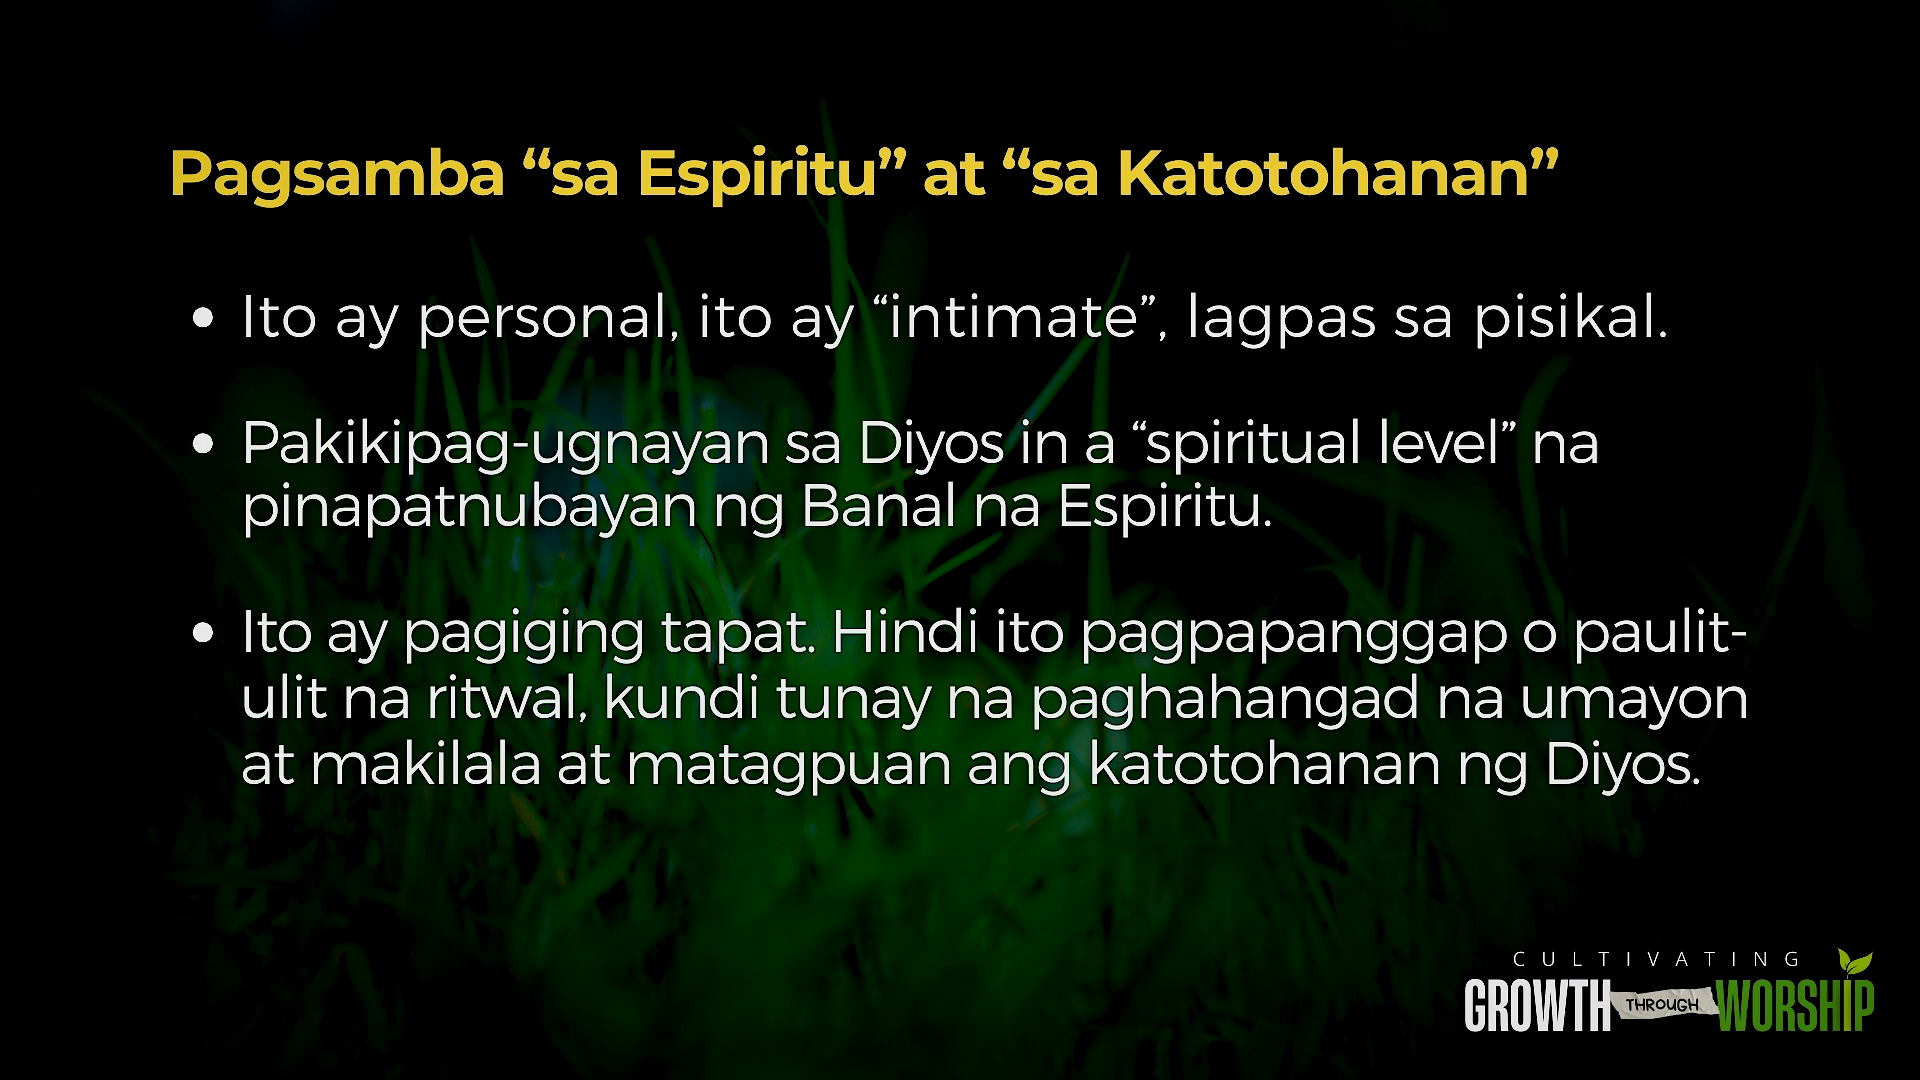 Pagsamba “sa Espiritu” at “sa Katotohanan”
• Ito ay personal, ito ay “intimate”, lagpas sa pisikal.
• Pakikipag-ugnayan sa Diyos in a “spiritual level” na
pinapatnubayan ng Banal na Espiritu.
• Ito ay pagiging tapat. Hindi ito pagpapanggap o paulit-
ulit na ritwal, kundi tunay na paghahangad na umayon
at makilala at matagpuan ang katotohanan ng Diyos.
CULTIVATING
GROWTH THROUGH WORSHIP